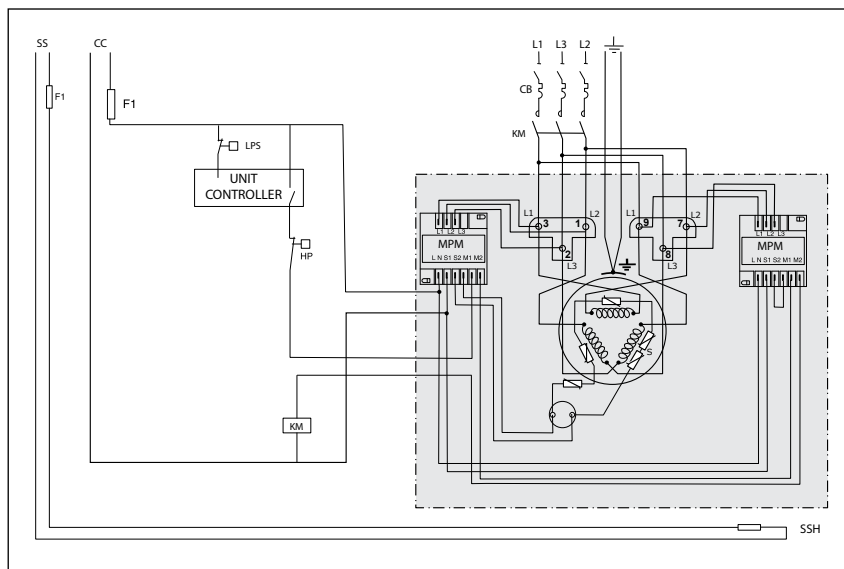 SS
CC
F1
F1
LPS
UNIT
CONTROLLER
HP
KM
L1 L3 L2
CB
KM
L1 L2 L3
MPM
L N S1 S2 M1 M2
L1
3
1
L2
2
L3
L1
9
7
L2
8
L3
L1 L2 L3
MPM
L N S1 S2 M1 M2
S
SSH